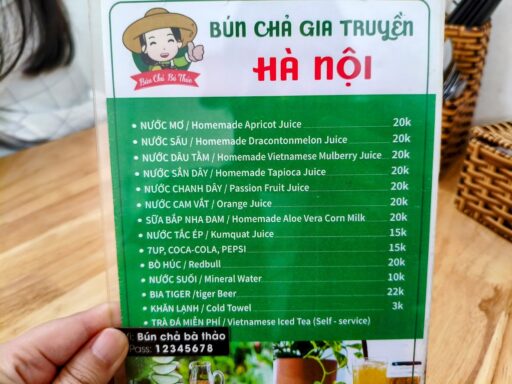 BÚN CHẢ GIA TRUYỀN
HÀ NỘI
Bún Chả Bà Thảo
• NƯỚC MƠ / Homemade Apricot Juice 20k
• NƯỚC SẤU / Homemade Dracontonmelon Juice 20k
• NƯỚC DÂU TẰM / Homemade Vietnamese Mulberry Juice 20k
• NƯỚC SẮN DÂY / Homemade Tapioca Juice 20k
• NƯỚC CHANH DÂY / Passion Fruit Juice 20k
• NƯỚC CAM VẮT / Orange Juice 20k
• SỮA BẮP NHA ĐAM / Homemade Aloe Vera Corn Milk 20k
• NƯỚC TẮC ÉP / Kumquat Juice 15k
• 7UP, COCA-COLA, PEPSI 15k
• BÒ HÚC / Redbull 20k
• NƯỚC SUỐI / Mineral Water 10k
• BIA TIGER /tiger Beer 22k
• KHĂN LẠNH / Cold Towel 3k
• TRÀ ĐÁ MIỄN PHÍ / Vietnamese Iced Tea (Self - service)
Bún chả bà thảo
Pass: 12345678